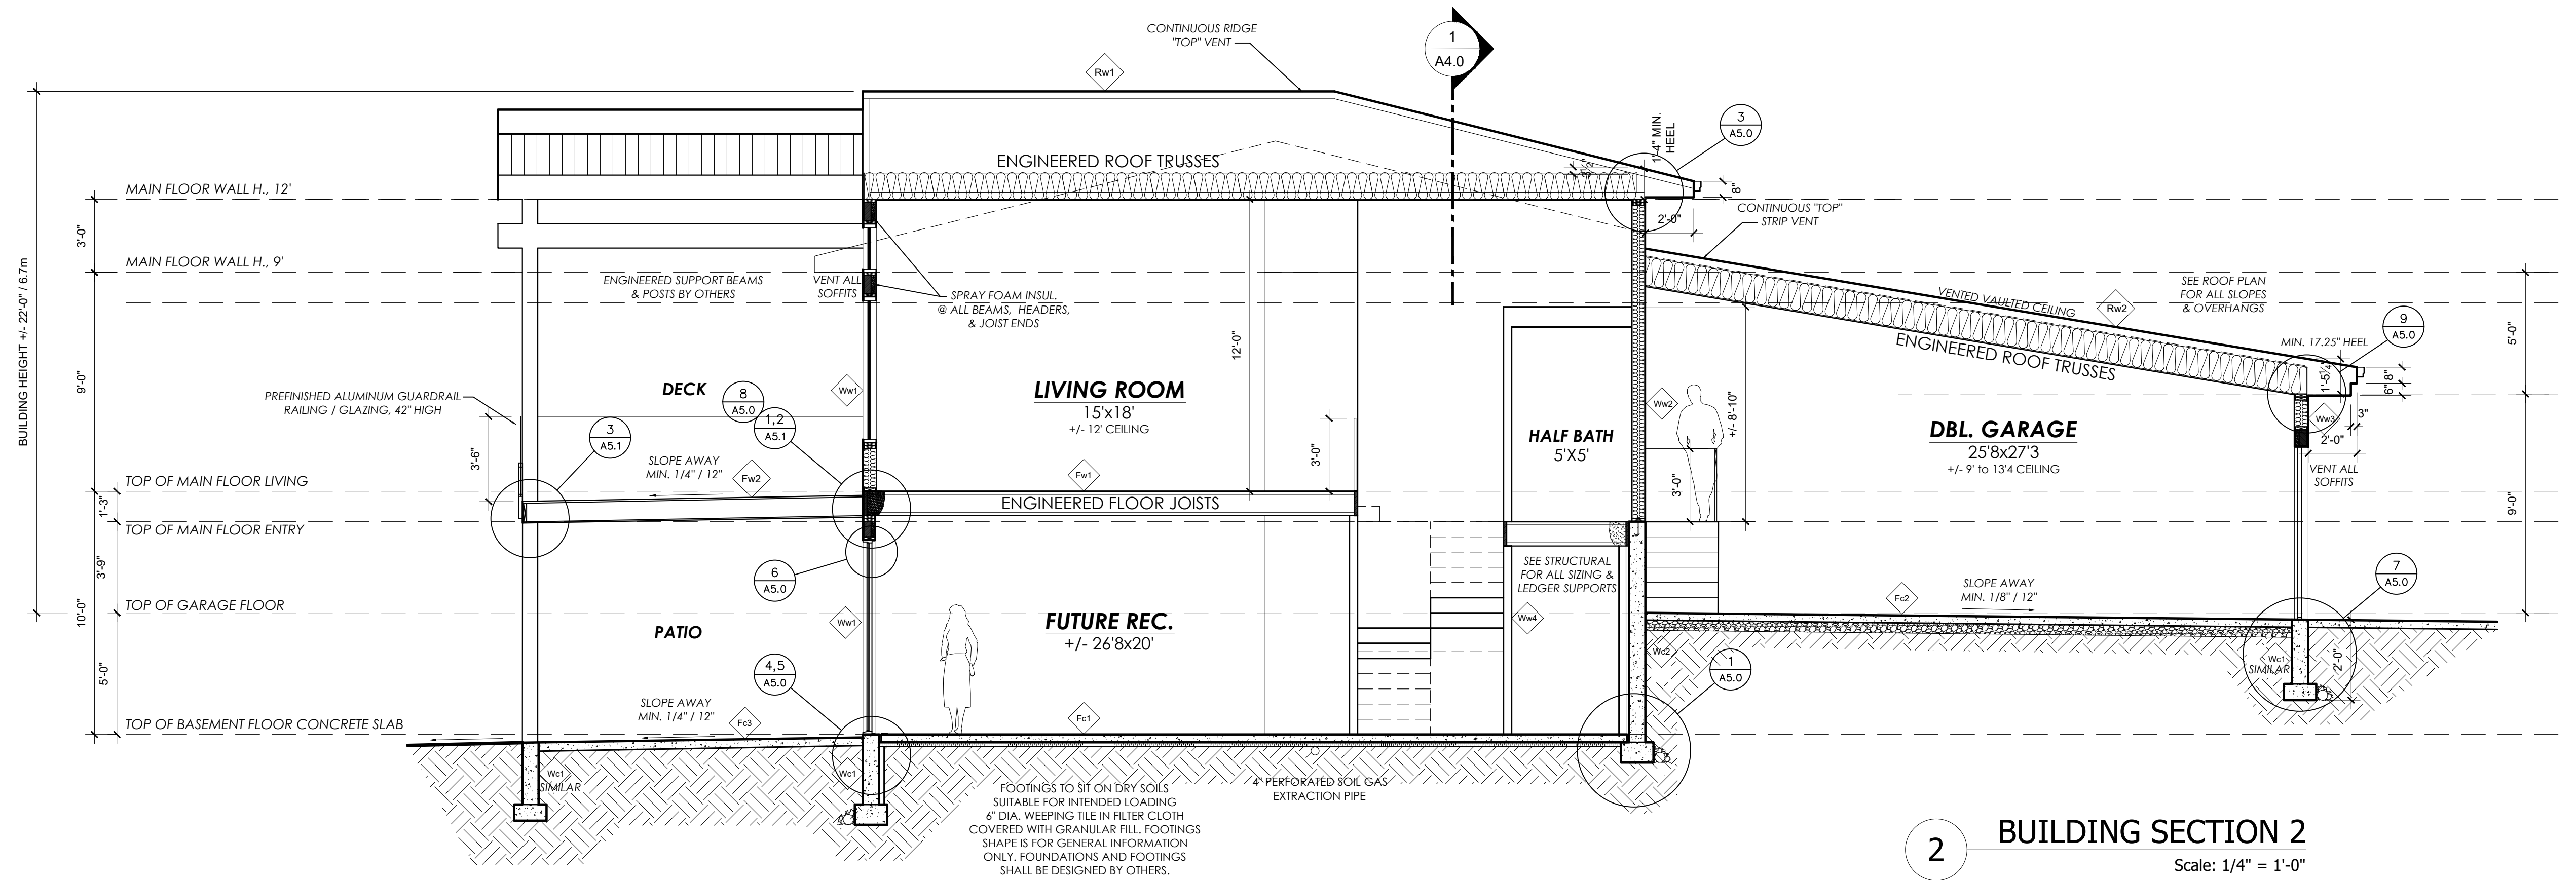 CONTINUOUS RIDGE
"TOP" VENT
1
A4.0
Rw1
3
A5.0
1'-4" MIN.
HEEL
3½"
8"
2'-0"
ENGINEERED ROOF TRUSSES
CONTINUOUS "TOP"
STRIP VENT
MAIN FLOOR WALL H., 12'
3'-0"
MAIN FLOOR WALL H., 9'
BUILDING HEIGHT +/- 22'-0" / 6.7m
9'-0"
ENGINEERED SUPPORT BEAMS
& POSTS BY OTHERS
VENT ALL
SOFFITS
SPRAY FOAM INSUL.
@ ALL BEAMS, HEADERS,
& JOIST ENDS
12'-0"
VENTED VAULTED CEILING
Rw2
SEE ROOF PLAN
FOR ALL SLOPES
& OVERHANGS
9
A5.0
5'-0"
ENGINEERED ROOF TRUSSES
MIN. 17.25" HEEL
1'-5¼"
6" 8"
3"
2'-0"
Ww3
PREFINISHED ALUMINUM GUARDRAIL
RAILING / GLAZING, 42" HIGH
DECK
8
A5.0
1,2
A5.1
Ww1
LIVING ROOM
15'x18'
+/- 12' CEILING
HALF BATH
5'X5'
Ww2
+/- 8'-10"
DBL. GARAGE
25'8x27'3
+/- 9' to 13'4 CEILING
VENT ALL
SOFFITS
3
A5.1
3'-6"
SLOPE AWAY
MIN. 1/4" / 12"
Fw2
Fw1
3'-0"
3'-0"
9'-0"
TOP OF MAIN FLOOR LIVING
1'-3"
ENGINEERED FLOOR JOISTS
TOP OF MAIN FLOOR ENTRY
3'-9"
6
A5.0
SEE STRUCTURAL
FOR ALL SIZING &
LEDGER SUPPORTS
SLOPE AWAY
MIN. 1/8" / 12"
Fc2
7
A5.0
TOP OF GARAGE FLOOR
10'-0"
PATIO
Ww1
FUTURE REC.
+/- 26'8x20'
Ww4
Wc2
1
A5.0
Wc1
SIMILAR
2'-0"
4,5
A5.0
5'-0"
SLOPE AWAY
MIN. 1/4" / 12"
Fc3
Fc1
TOP OF BASEMENT FLOOR CONCRETE SLAB
Wc1
SIMILAR
Wc1
4" PERFORATED SOIL GAS
EXTRACTION PIPE
FOOTINGS TO SIT ON DRY SOILS
SUITABLE FOR INTENDED LOADING
6" DIA. WEEPING TILE IN FILTER CLOTH
COVERED WITH GRANULAR FILL. FOOTINGS
SHAPE IS FOR GENERAL INFORMATION
ONLY. FOUNDATIONS AND FOOTINGS
SHALL BE DESIGNED BY OTHERS.
2
BUILDING SECTION 2
Scale: 1/4" = 1'-0"